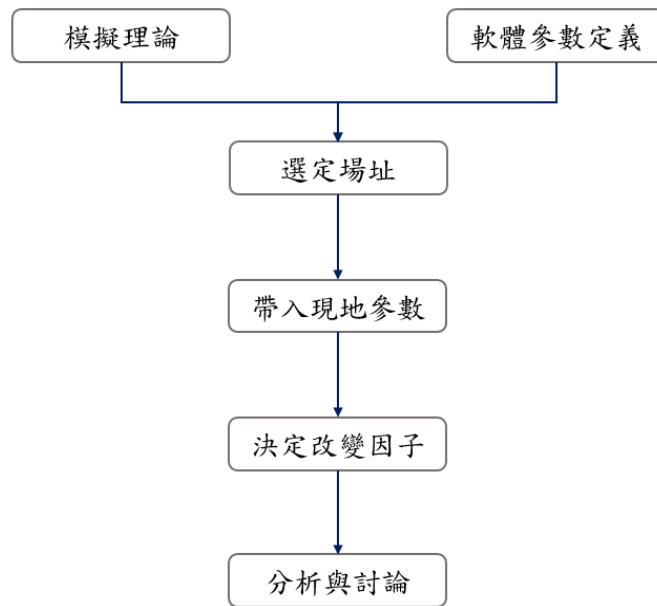 模擬理論
軟體參數定義
選定場址
帶入現地參數
決定改變因子
分析與討論